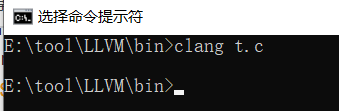 选择命令提示符
E:\tool\LLVM\bin>clang t.c
E:\tool\LLVM\bin>